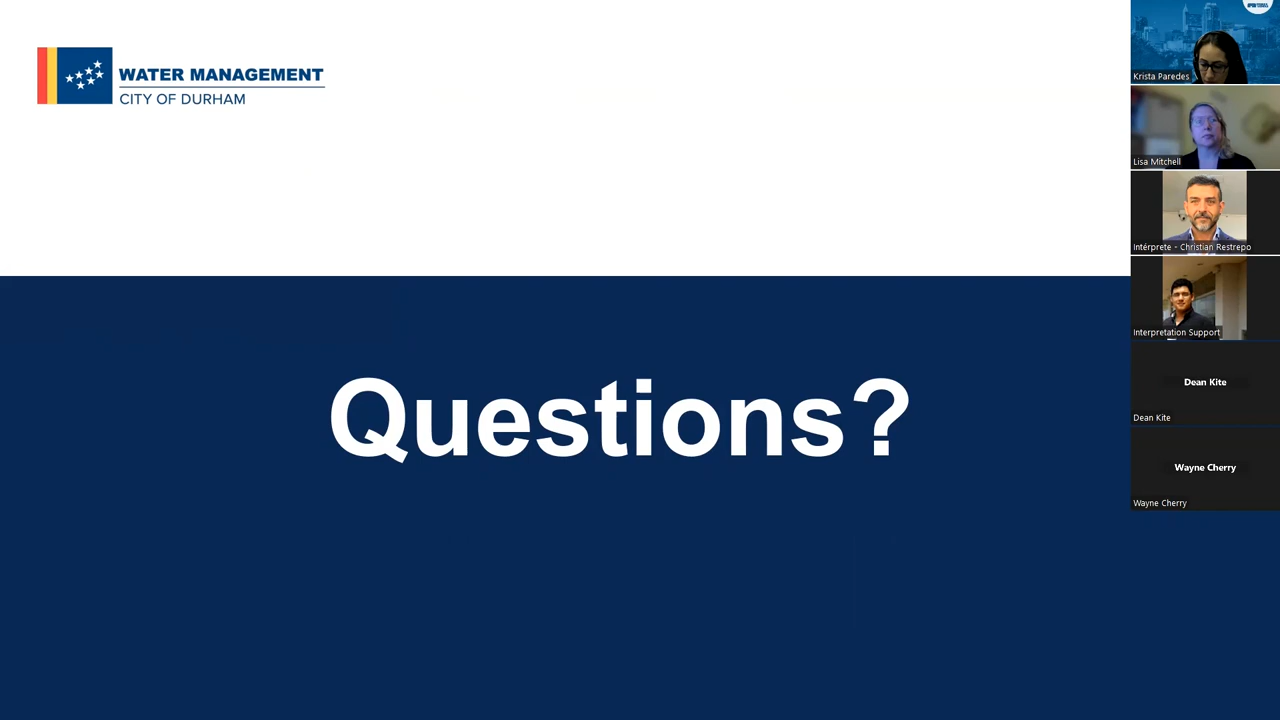 WATER MANAGEMENT
CITY OF DURHAM
Questions?
Krista Paredes
Lisa Mitchell
Intérprete - Christian Restrepo
Interpretation Support
Dean Kite
Dean Kite
Wayne Cherry
Wayne Cherry